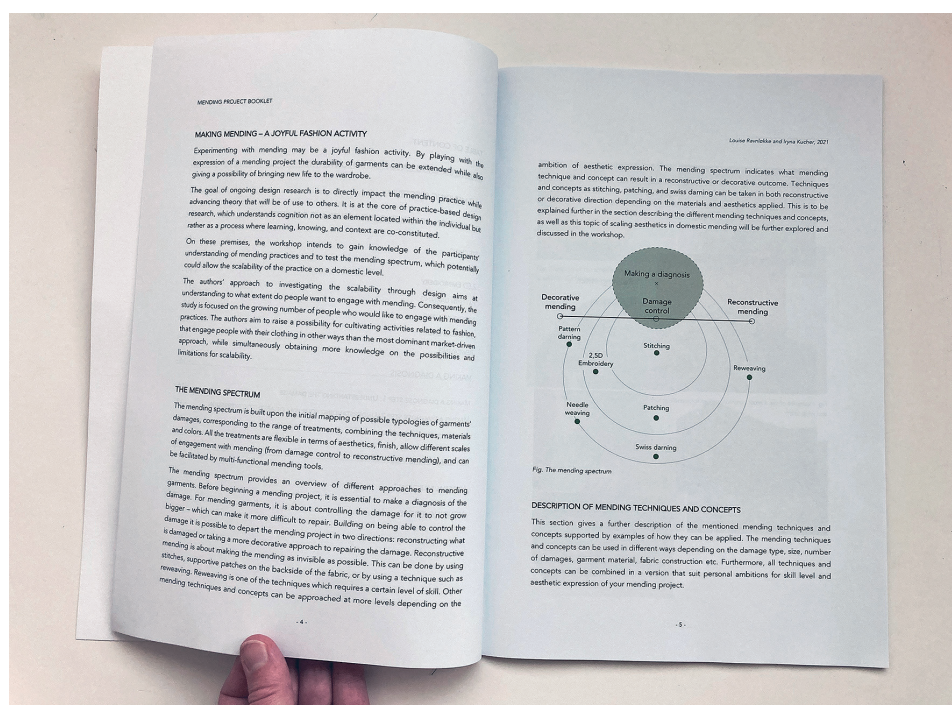 MENDING PROJECT BOOKLET
MAKING MENDING – A JOYFUL FASHION ACTIVITY
Experimenting with mending may be a joyful fashion activity. By playing with the
expression of a mending project the durability of garments can be extended while also
giving a possibility of bringing new life to the wardrobe.
The goal of ongoing design research is to directly impact the mending practice while
advancing theory that will be of use to others. It is at the core of practice-based design
research, which understands cognition not as an element located within the individual but
rather as a process where learning, knowing, and context are co-constituted.
On these premises, the workshop intends to gain knowledge of the participants'
understanding of mending practices and to test the mending spectrum, which potentially
could allow the scalability of the practice on a domestic level.
The authors' approach to investigating the scalability through design aims at
understanding to what extent do people want to engage with mending. Consequently, the
study is focused on the growing number of people who would like to engage with mending
practices. The authors aim to raise a possibility for cultivating activities related to fashion,
that engage people with their clothing in other ways than the most dominant market-driven
approach, while simultaneously obtaining more knowledge on the possibilities and
limitations for scalability.
THE MENDING SPECTRUM
The mending spectrum is built upon the initial mapping of possible typologies of garments'
damages, corresponding to the range of treatments, combining the techniques, materials
and colors. All the treatments are flexible in terms of aesthetics, finish, allow different scales
of engagement with mending (from damage control to reconstructive mending), and can
be facilitated by multi-functional mending tools.
The mending spectrum provides an overview of different approaches to mending
garments. Before beginning a mending project, it is essential to make a diagnosis of the
damage. For mending garments, it is about controlling the damage for it to not grow
bigger – which can make it more difficult to repair. Building on being able to control the
damage it is possible to depart the mending project in two directions: reconstructing what
is damaged or taking a more decorative approach to repairing the damage. Reconstructive
mending is about making the mending as invisible as possible. This can be done by using
stitches, supportive patches on the backside of the fabric, or by using a technique such as
reweaving. Reweaving is one of the techniques which requires a certain level of skill. Other
mending techniques and concepts can be approached at more levels depending on the
- 4 -
Louise Ravnløkke and Iryna Kucher, 2021
ambition of aesthetic expression. The mending spectrum indicates what mending
technique and concept can result in a reconstructive or decorative outcome. Techniques
and concepts as stitching, patching, and swiss darning can be taken in both reconstructive
or decorative direction depending on the materials and aesthetics applied. This is to be
explained further in the section describing the different mending techniques and concepts,
as well as this topic of scaling aesthetics in domestic mending will be further explored and
discussed in the workshop.
Making a diagnosis
Decorative
mending
Damage
control
Reconstructive
mending
Pattern
darning
Stitching
2,5D
Embroidery
Reweaving
Needle
weaving
Patching
Swiss darning
Fig. The mending spectrum
DESCRIPTION OF MENDING TECHNIQUES AND CONCEPTS
This section gives a further description of the mentioned mending techniques and
concepts supported by examples of how they can be applied. The mending techniques
and concepts can be used in different ways depending on the damage type, size, number
of damages, garment material, fabric construction etc. Furthermore, all techniques and
concepts can be combined in a version that suit personal ambitions for skill level and
aesthetic expression of your mending project.
- 5 -